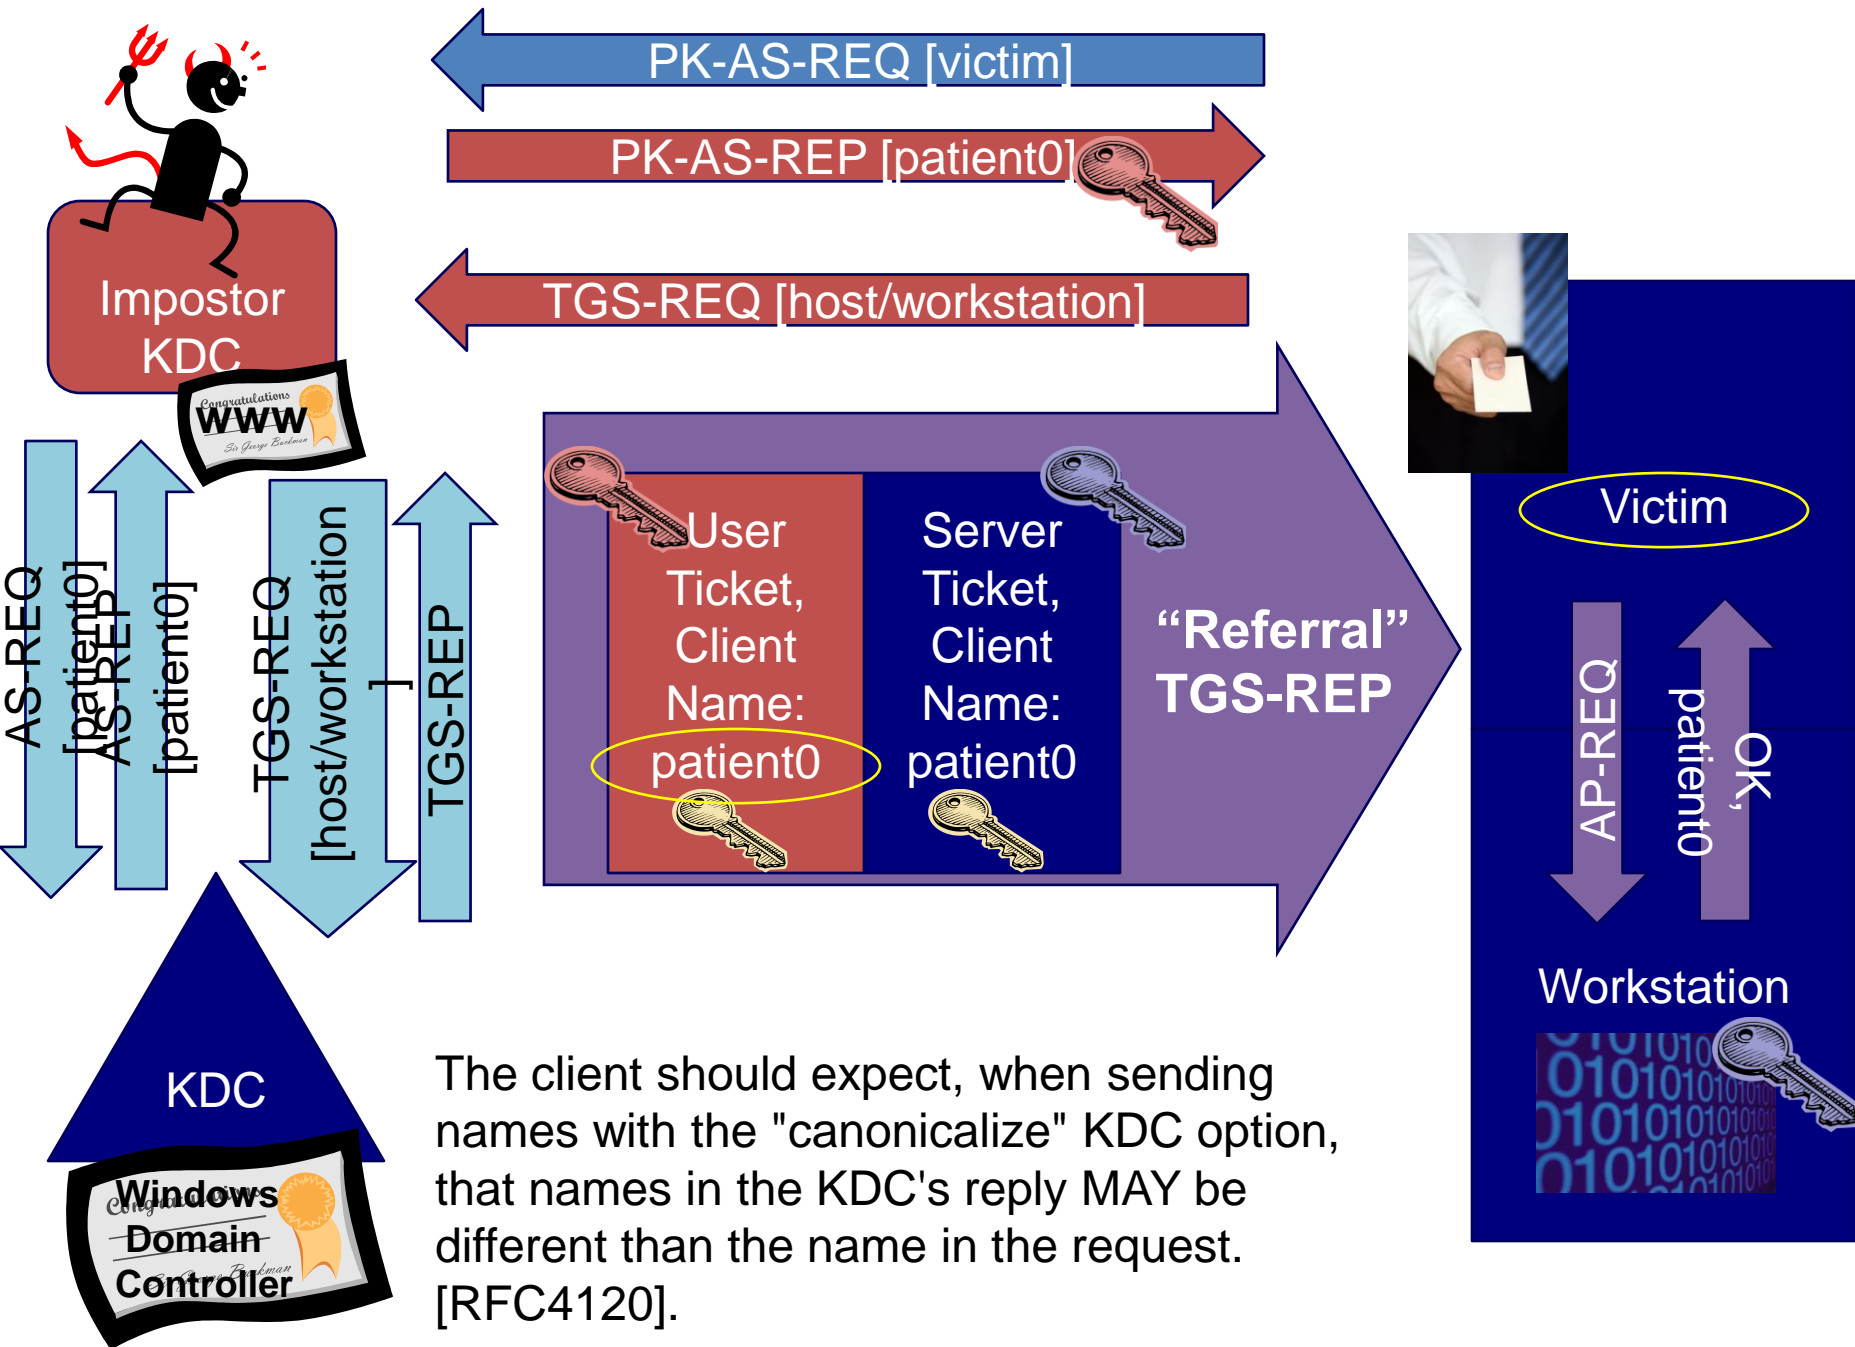 PK-AS-REQ [victim]
PK-AS-REP [patient0]
TGS-REQ [host/workstation]
Impostor
KDC
Congratulations
WWW
Sir George Backman
AS-REQ
[patient0]
AS-REP
[patient0]
TGS-REQ
[host/workstation
]
TGS-REP
User
Ticket,
Client
Name:
patient0
Server
Ticket,
Client
Name:
patient0
“Referral”
TGS-REP
Victim
AP-REQ
OK,
patient0
Workstation
KDC
Windows
Domain
Controller
The client should expect, when sending
names with the "canonicalize" KDC option,
that names in the KDC's reply MAY be
different than the name in the request.
[RFC4120].